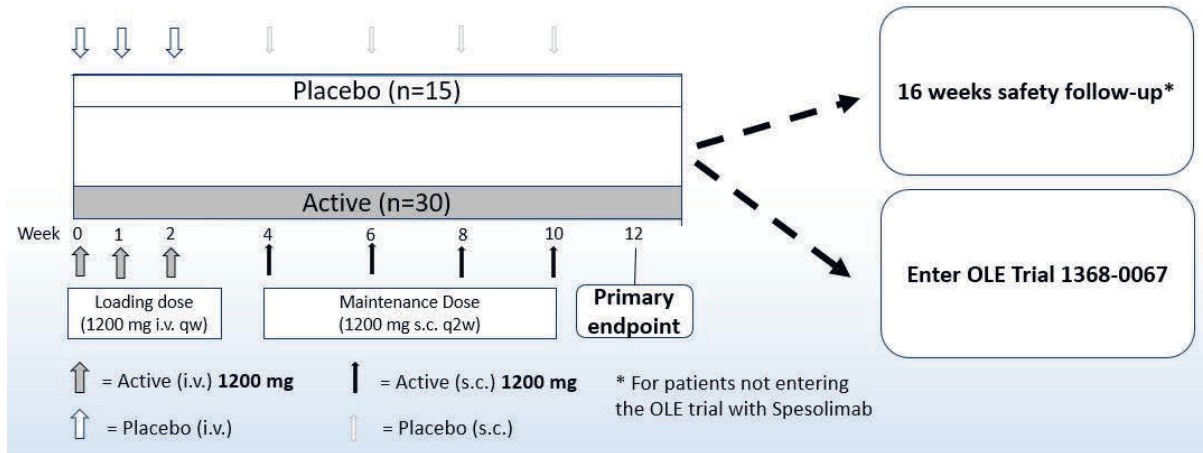 Placebo (n=15)
Active (n=30)
Week 0 1 2 4 6 8 10 12
Loading dose
(1200 mg i.v. qw)
Maintenance Dose
(1200 mg s.c. q2w)
Primary
endpoint
16 weeks safety follow-up*
Enter OLE Trial 1368-0067
= Active (i.v.) 1200 mg
= Active (s.c.) 1200 mg
= Placebo (i.v.)
= Placebo (s.c.)
* For patients not entering
the OLE trial with Spesolimab